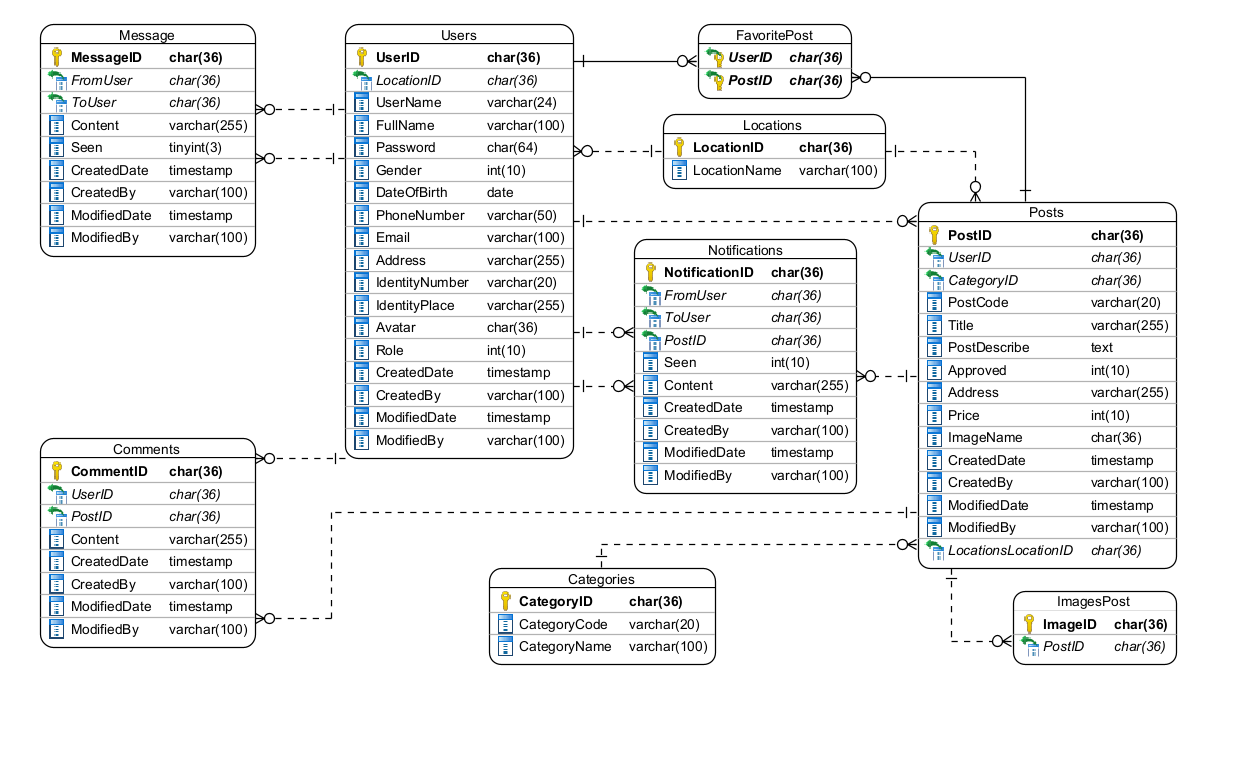 Message
MessageID char(36)
FromUser char(36)
ToUser char(36)
Content varchar(255)
Seen tinyint(3)
CreatedDate timestamp
CreatedBy varchar(100)
ModifiedDate timestamp
ModifiedBy varchar(100)
Users
UserID char(36)
LocationID char(36)
UserName varchar(24)
FullName varchar(100)
Password char(64)
Gender int(10)
DateOfBirth date
PhoneNumber varchar(50)
Email varchar(100)
Address varchar(255)
IdentityNumber varchar(20)
IdentityPlace varchar(255)
Avatar char(36)
Role int(10)
CreatedDate timestamp
CreatedBy varchar(100)
ModifiedDate timestamp
ModifiedBy varchar(100)
FavoritePost
UserID char(36)
PostID char(36)
Locations
LocationID char(36)
LocationName varchar(100)
Notifications
NotificationID char(36)
FromUser char(36)
ToUser char(36)
PostID char(36)
Seen int(10)
Content varchar(255)
CreatedDate timestamp
CreatedBy varchar(100)
ModifiedDate timestamp
ModifiedBy varchar(100)
Posts
PostID char(36)
UserID char(36)
CategoryID char(36)
PostCode varchar(20)
Title varchar(255)
PostDescribe text
Approved int(10)
Address varchar(255)
Price int(10)
ImageName char(36)
CreatedDate timestamp
CreatedBy varchar(100)
ModifiedDate timestamp
ModifiedBy varchar(100)
LocationsLocationID char(36)
Comments
CommentID char(36)
UserID char(36)
PostID char(36)
Content varchar(255)
CreatedDate timestamp
CreatedBy varchar(100)
ModifiedDate timestamp
ModifiedBy varchar(100)
Categories
CategoryID char(36)
CategoryCode varchar(20)
CategoryName varchar(100)
ImagesPost
ImageID char(36)
PostID char(36)